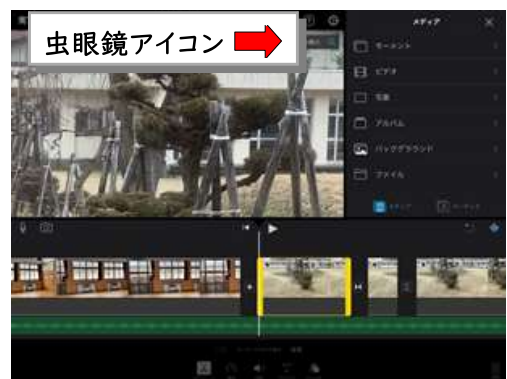 虫眼鏡アイコン
メディア
モーメント
ビデオ
写真
アルバム
バックグラウンド
ファイル